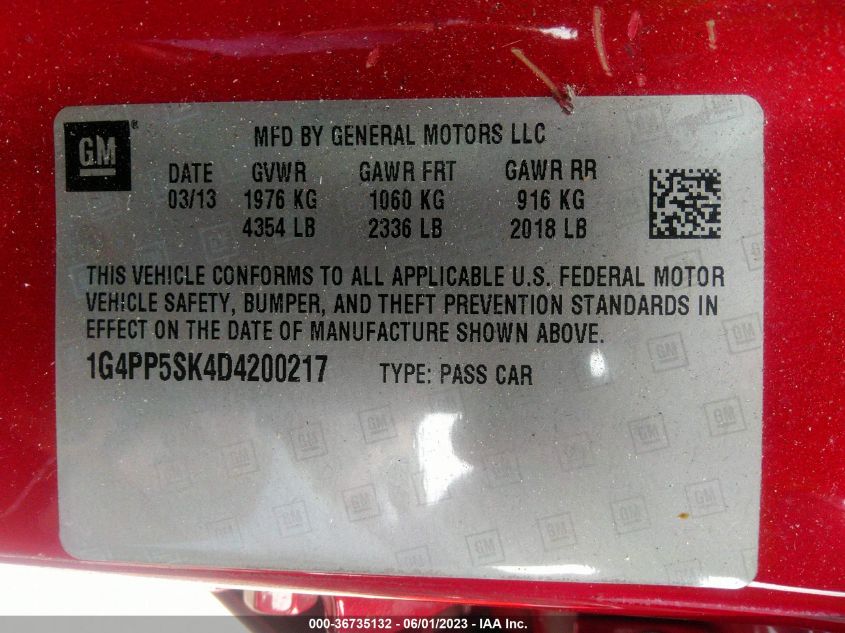 GM ®
MFD BY GENERAL MOTORS LLC
DATE GVWR GAWR FRT GAWR RR
03/13 1976 KG 1060 KG 916 KG
4354 LB 2336 LB 2018 LB
THIS VEHICLE CONFORMS TO ALL APPLICABLE U.S. FEDERAL MOTOR
VEHICLE SAFETY, BUMPER, AND THEFT PREVENTION STANDARDS IN
EFFECT ON THE DATE OF MANUFACTURE SHOWN ABOVE.
1G4PP5SK4D4200217 TYPE: PASS CAR
000-36735132 - 06/01/2023 - IAA Inc.